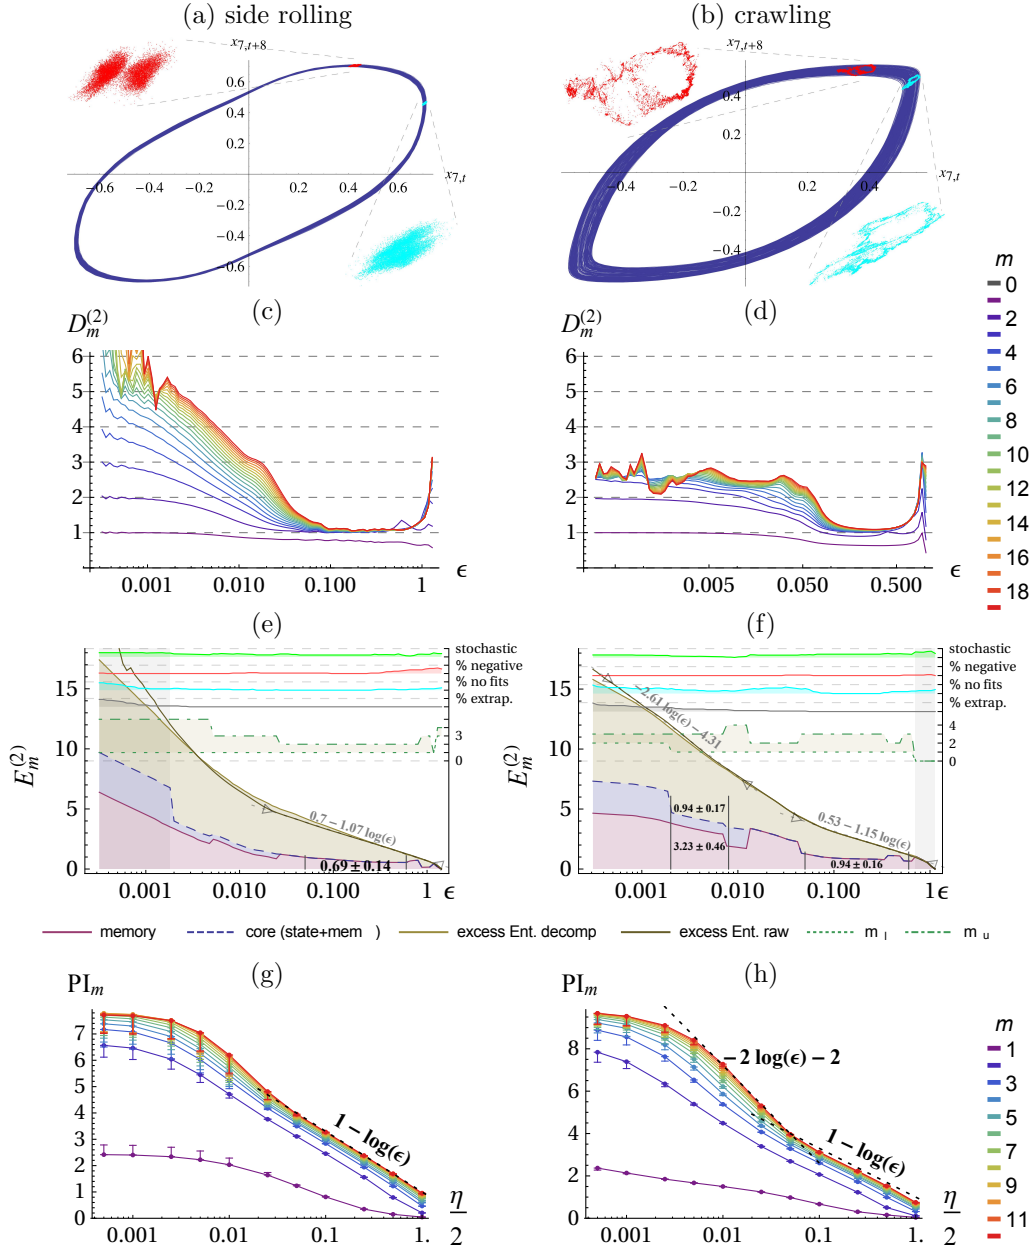 (a) side rolling
(b) crawling
x7,t+8
0.6
0.4
0.2
−0.6
−0.4
−0.2
0.2
0.4
0.6
x7,t
−0.2
−0.4
−0.6
x7,t+8
0.4
0.2
−0.4
−0.2
0.2
0.4
x7,t
−0.2
−0.4
m
0
2
4
6
8
10
12
14
16
18
(c)
D_m^(2)
6
5
4
3
2
1
0
0.001
0.010
0.100
1
ϵ
(d)
D_m^(2)
6
5
4
3
2
1
0
0.005
0.050
0.500
ϵ
(e)
E_m^(2)
15
10
5
0
stochastic
% negative
% no fits
% extrap.
3
0
0.7−1.07 log(ϵ)
0.69±0.14
0.001
0.010
0.100
1
ϵ
(f)
E_m^(2)
15
10
5
0
stochastic
% negative
% no fits
% extrap.
4
2
0
−2.61 log(ϵ)−4.31
0.94±0.17
3.23±0.46
0.53−1.15 log(ϵ)
0.94±0.16
0.001
0.010
0.100
1
ϵ
memory
core (state+mem )
excess Ent. decomp
excess Ent. raw
m l
m u
(g)
PI_m
7
6
5
4
3
2
1
0
1−log(ϵ)
0.001
0.01
0.1
1.
η/2
(h)
PI_m
8
6
4
2
0
−2 log(ϵ)−2
1−log(ϵ)
0.001
0.01
0.1
1.
η/2
m
1
3
5
7
9
11